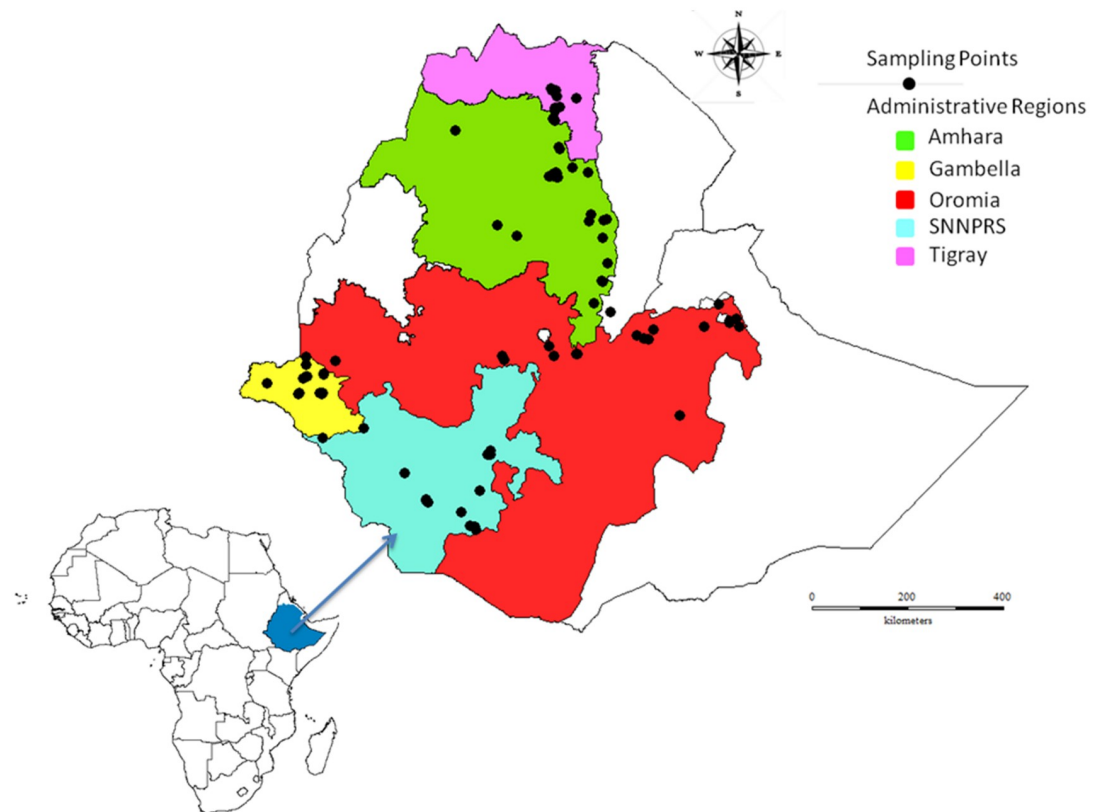 N
W E
S
Sampling Points
Administrative Regions
Amhara
Gambella
Oromia
SNNPRS
Tigray
0 200 400
kilometers